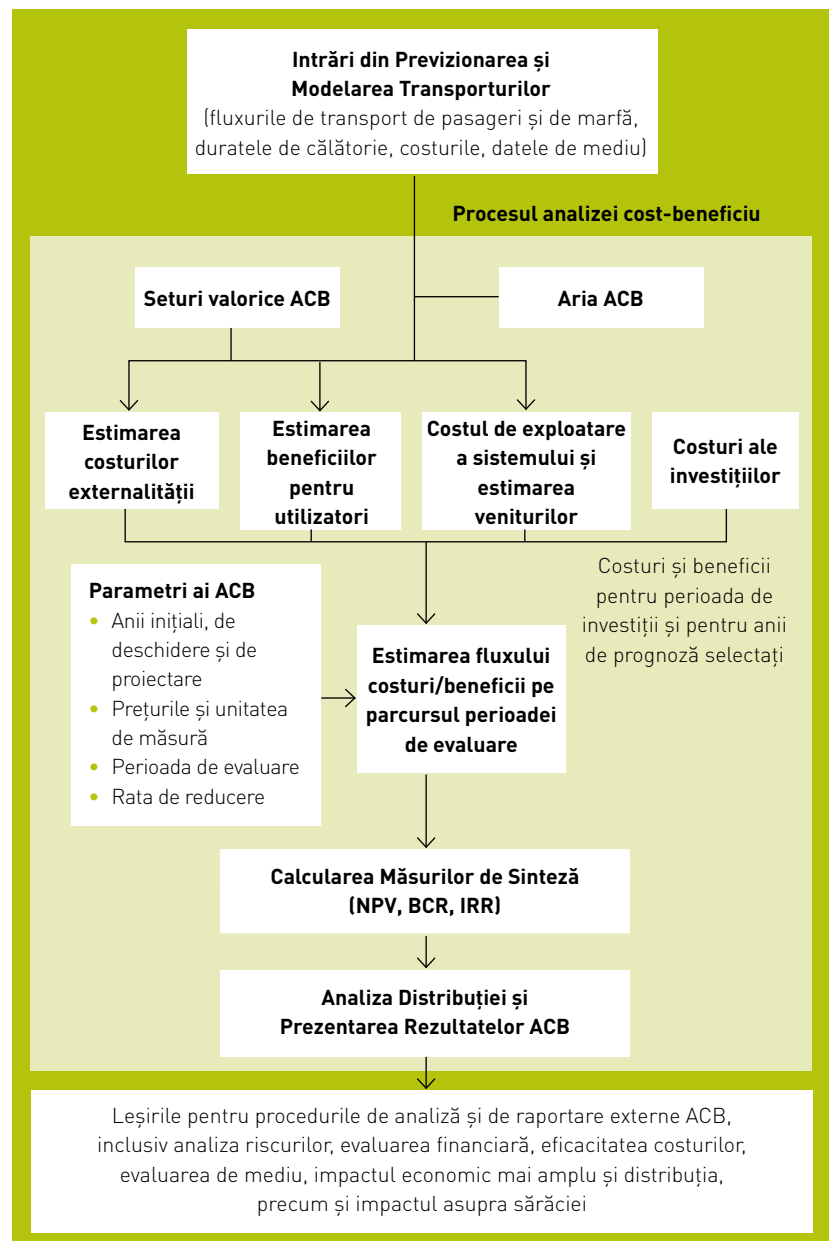 Intrări din Previzionarea și
Modelarea Transporturilor
(fluxurile de transport de pasageri și de marfă,
duratele de călătorie, costurile, datele de mediu)
Procesul analizei cost-beneficiu
Seturi valorice ACB
Aria ACB
Estimarea
costurilor
externalității
Estimarea
beneficiilor
pentru
utilizatori
Costul de exploatare
a sistemului și
estimarea
veniturilor
Costuri ale
investițiilor
Parametri ai ACB
• Anii inițiali, de
deschidere și de
proiectare
• Prețurile și unitatea
de măsură
• Perioada de evaluare
• Rata de reducere
Estimarea fluxului
costuri/beneficii pe
parcursul perioadei
de evaluare
Costuri și beneficii
pentru perioada de
investiții și pentru anii
de prognoză selectați
Calcularea Măsurilor de Sinteză
(NPV, BCR, IRR)
Analiza Distribuției și
Prezentarea Rezultatelor ACB
Leșirile pentru procedurile de analiză și de raportare externe ACB,
inclusiv analiza riscurilor, evaluarea financiară, eficacitatea costurilor,
evaluarea de mediu, impactul economic mai amplu și distribuția,
precum și impactul asupra sărăciei